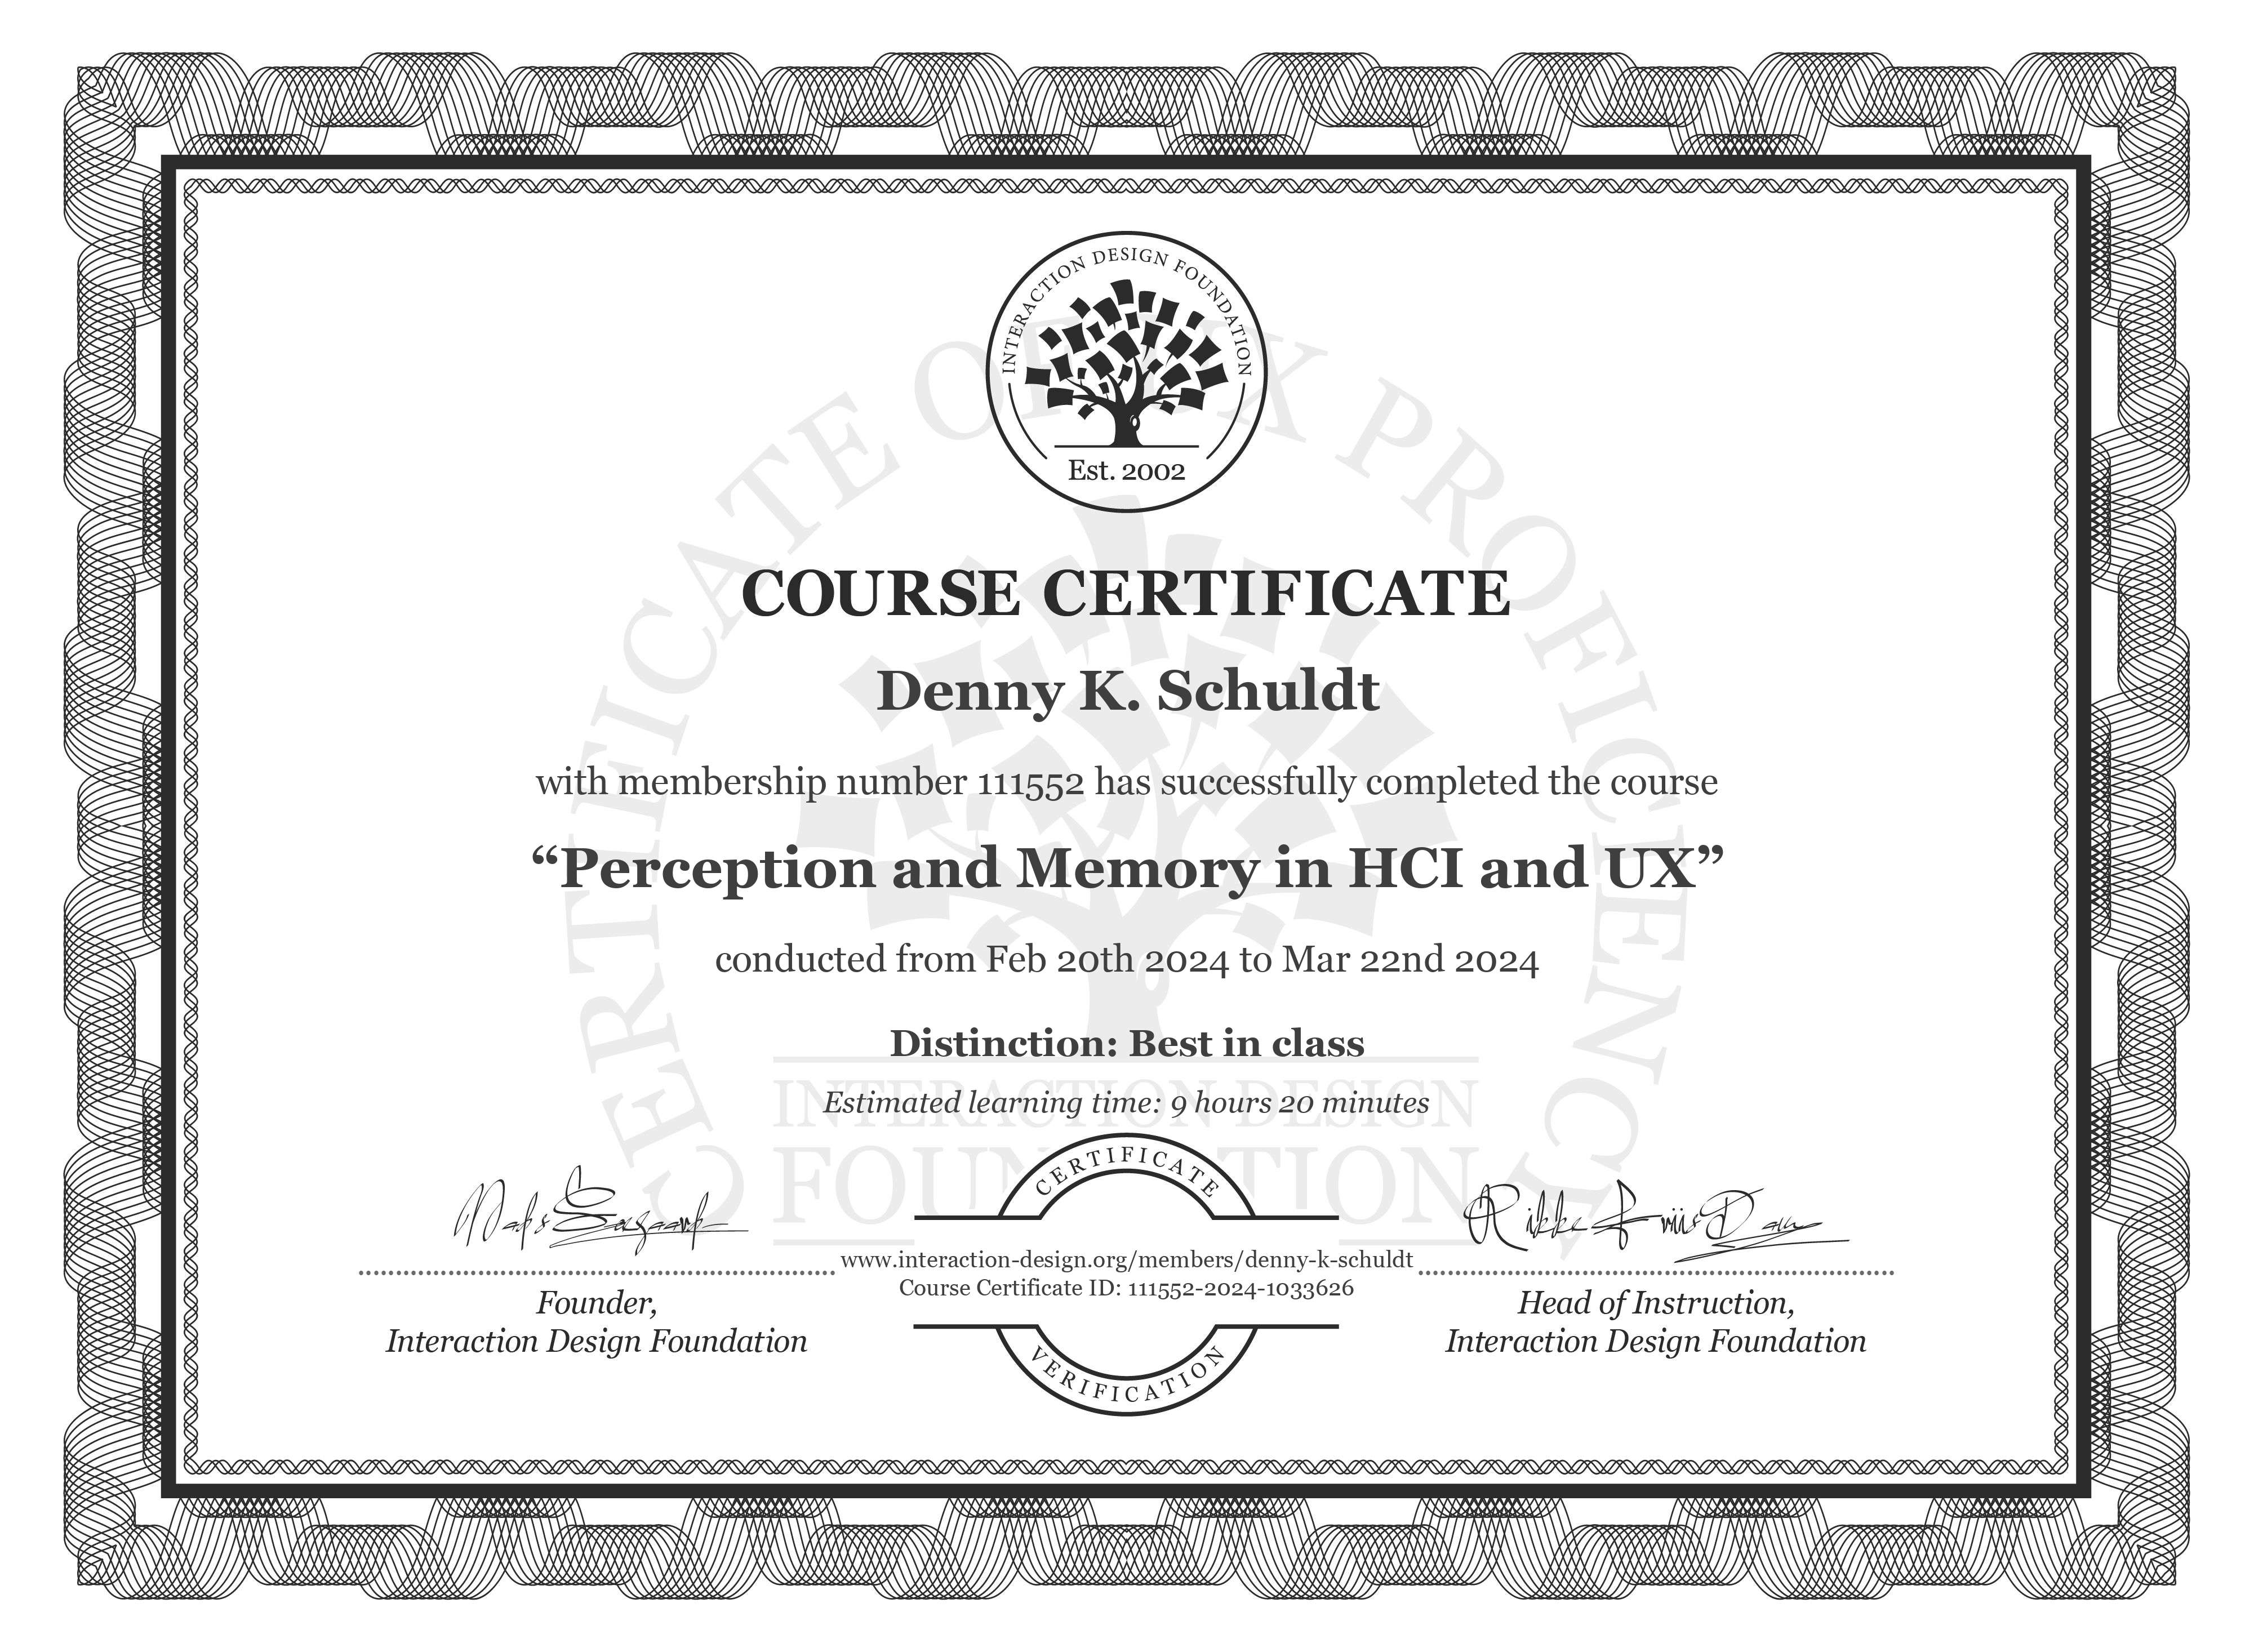 INTERACTION DESIGN FOUNDATION
Est. 2002
CERTIFICATE OF UX PROFICIENCY
COURSE CERTIFICATE
Denny K. Schuldt
with membership number 111552 has successfully completed the course
“Perception and Memory in HCI and UX”
conducted from Feb 20th 2024 to Mar 22nd 2024
Distinction: Best in class
INTERACTION DESIGN
Estimated learning time: 9 hours 20 minutes
FOUNDATION
CERTIFICATE
www.interaction-design.org/members/denny-k-schuldt
Course Certificate ID: 111552-2024-1033626
VERIFICATION
Mads Soegaard
Founder,
Interaction Design Foundation
Rikke Friis Dam
Head of Instruction,
Interaction Design Foundation